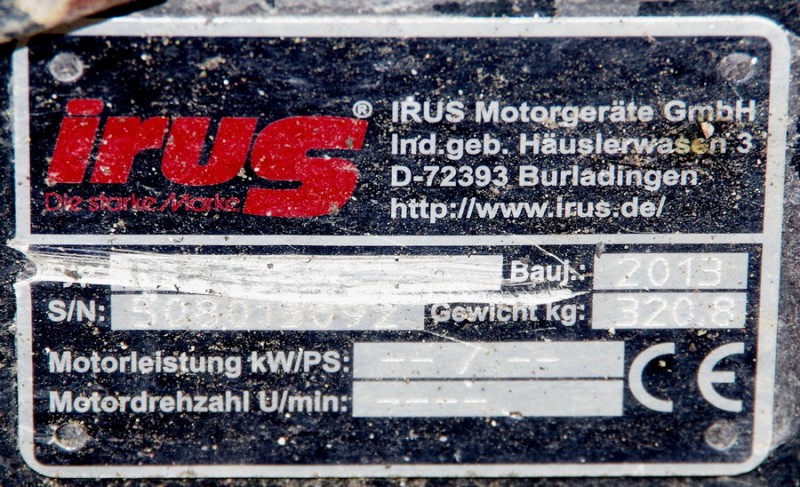 irus®
Die starke Marke
IRUS Motorgeräte GmbH
Ind.geb. Häuslerwasen 3
D-72393 Burladingen
http://www.irus.de/
Bauj.: 2013
S/N:
Gewicht kg: 320.8
Motorleistung kW/PS: -- / --
Motordrehzahl U/min: ----
CE